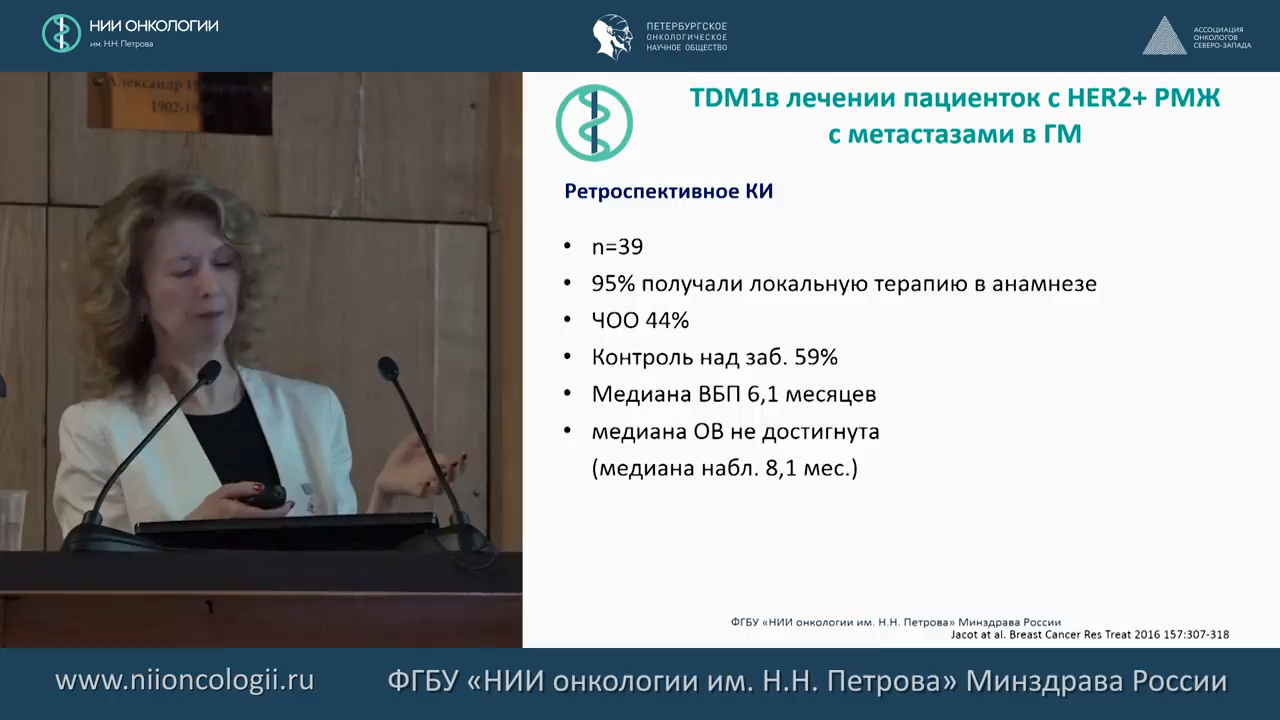 НИИ ОНКОЛОГИИ
им. Н.Н. Петрова
ПЕТЕРБУРГСКОЕ
ОНКОЛОГИЧЕСКОЕ
НАУЧНОЕ ОБЩЕСТВО
АССОЦИАЦИЯ
ОНКОЛОГОВ
СЕВЕРО-ЗАПАДА
Александр
1902-1
TDM1в лечении пациенток с HER2+ РМЖ
с метастазами в ГМ
Ретроспективное КИ
• n=39
• 95% получали локальную терапию в анамнезе
• ЧОО 44%
• Контроль над заб. 59%
• Медиана ВБП 6,1 месяцев
• медиана ОВ не достигнута
(медиана набл. 8,1 мес.)
ФГБУ «НИИ онкологии им. Н.Н. Петрова» Минздрава России
Jacot at al. Breast Cancer Res Treat 2016 157:307-318
www.niioncologii.ru
ФГБУ «НИИ онкологии им. Н.Н. Петрова» Минздрава России